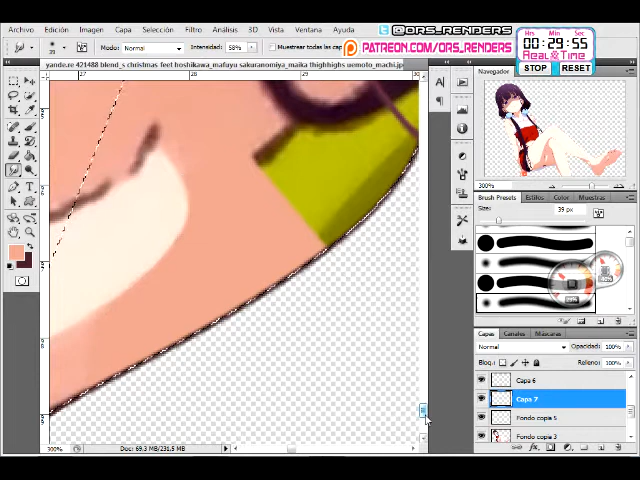 Archivo Edición Imagen Capa Selección Filtro Análisis 3D Vista Ventana Ayuda
@ORS_RENDERS
PATREON.COM/ORS_RENDERS
Hrs Min Sec
00:29:55
Real Time
STOP RESET
Modo: Normal Intensidad: 58% Muestrear todas las cap
yande.re 421488 blend_s christmas feet hoshikawa_mafuyu sakuranomiya_maika thighhighs uemoto_machi.jpg
27 28 29
Navegador
300%
Brush Presets Estilos Color Muestras
Size: 39 px
Capas Canales Máscaras
Normal Opacidad: 100%
Bloq.: Relleno: 100%
Capa 6
Capa 7
Fondo copia 5
Fondo copia 3
300% Doc: 69.3 MB/231.5 MB